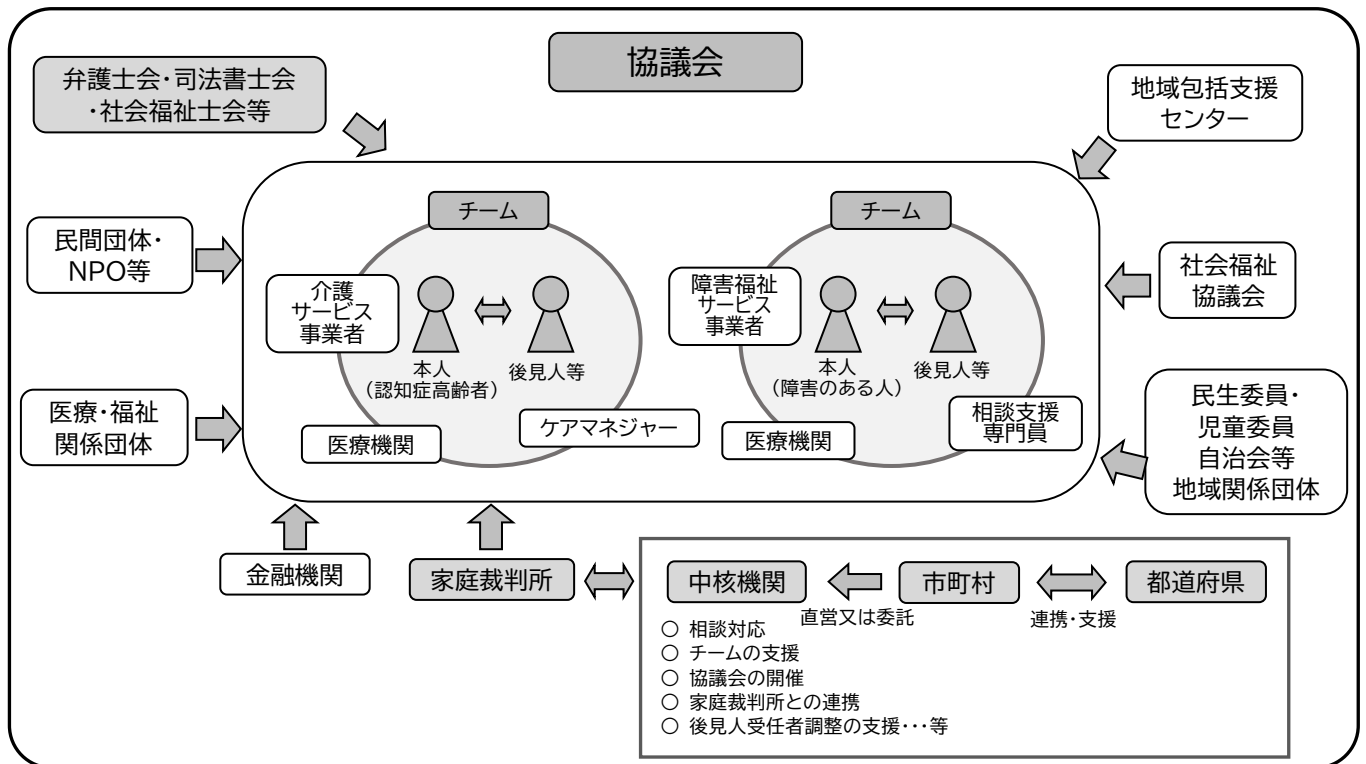 協議会
弁護士会・司法書士会
・社会福祉士会等
地域包括支援
センター
民間団体・
NPO等
社会福祉
協議会
医療・福祉
関係団体
民生委員・
児童委員
自治会等
地域関係団体
チーム
介護
サービス
事業者
本人
（認知症高齢者）
後見人等
医療機関
ケアマネジャー
チーム
障害福祉
サービス
事業者
本人
（障害のある人）
後見人等
医療機関
相談支援
専門員
金融機関
家庭裁判所
中核機関
市町村
都道府県
直営又は委託
連携・支援
○ 相談対応
○ チームの支援
○ 協議会の開催
○ 家庭裁判所との連携
○ 後見人受任者調整の支援・・・等